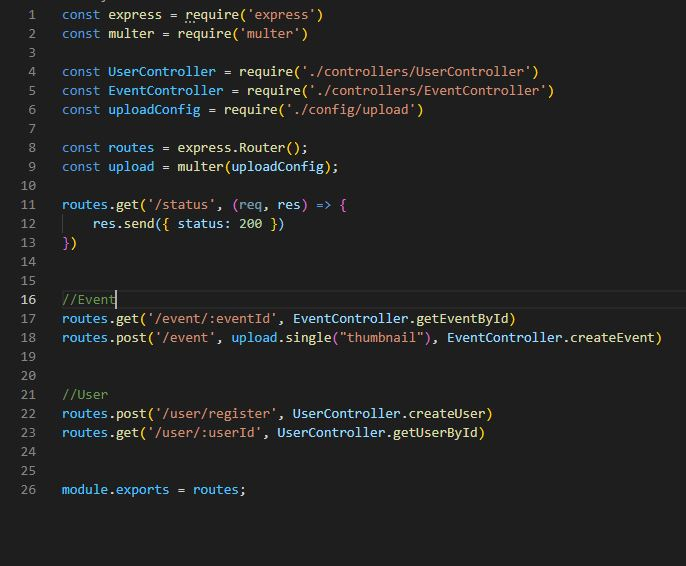 1 const express = require('express')
2 const multer = require('multer')
3
4 const UserController = require('./controllers/UserController')
5 const EventController = require('./controllers/EventController')
6 const uploadConfig = require('./config/upload')
7
8 const routes = express.Router();
9 const upload = multer(uploadConfig);
10
11 routes.get('/status', (req, res) => {
12     res.send({ status: 200 })
13 })
14
15
16 //Event
17 routes.get('/event/:eventId', EventController.getEventById)
18 routes.post('/event', upload.single("thumbnail"), EventController.createEvent)
19
20
21 //User
22 routes.post('/user/register', UserController.createUser)
23 routes.get('/user/:userId', UserController.getUserById)
24
25
26 module.exports = routes;